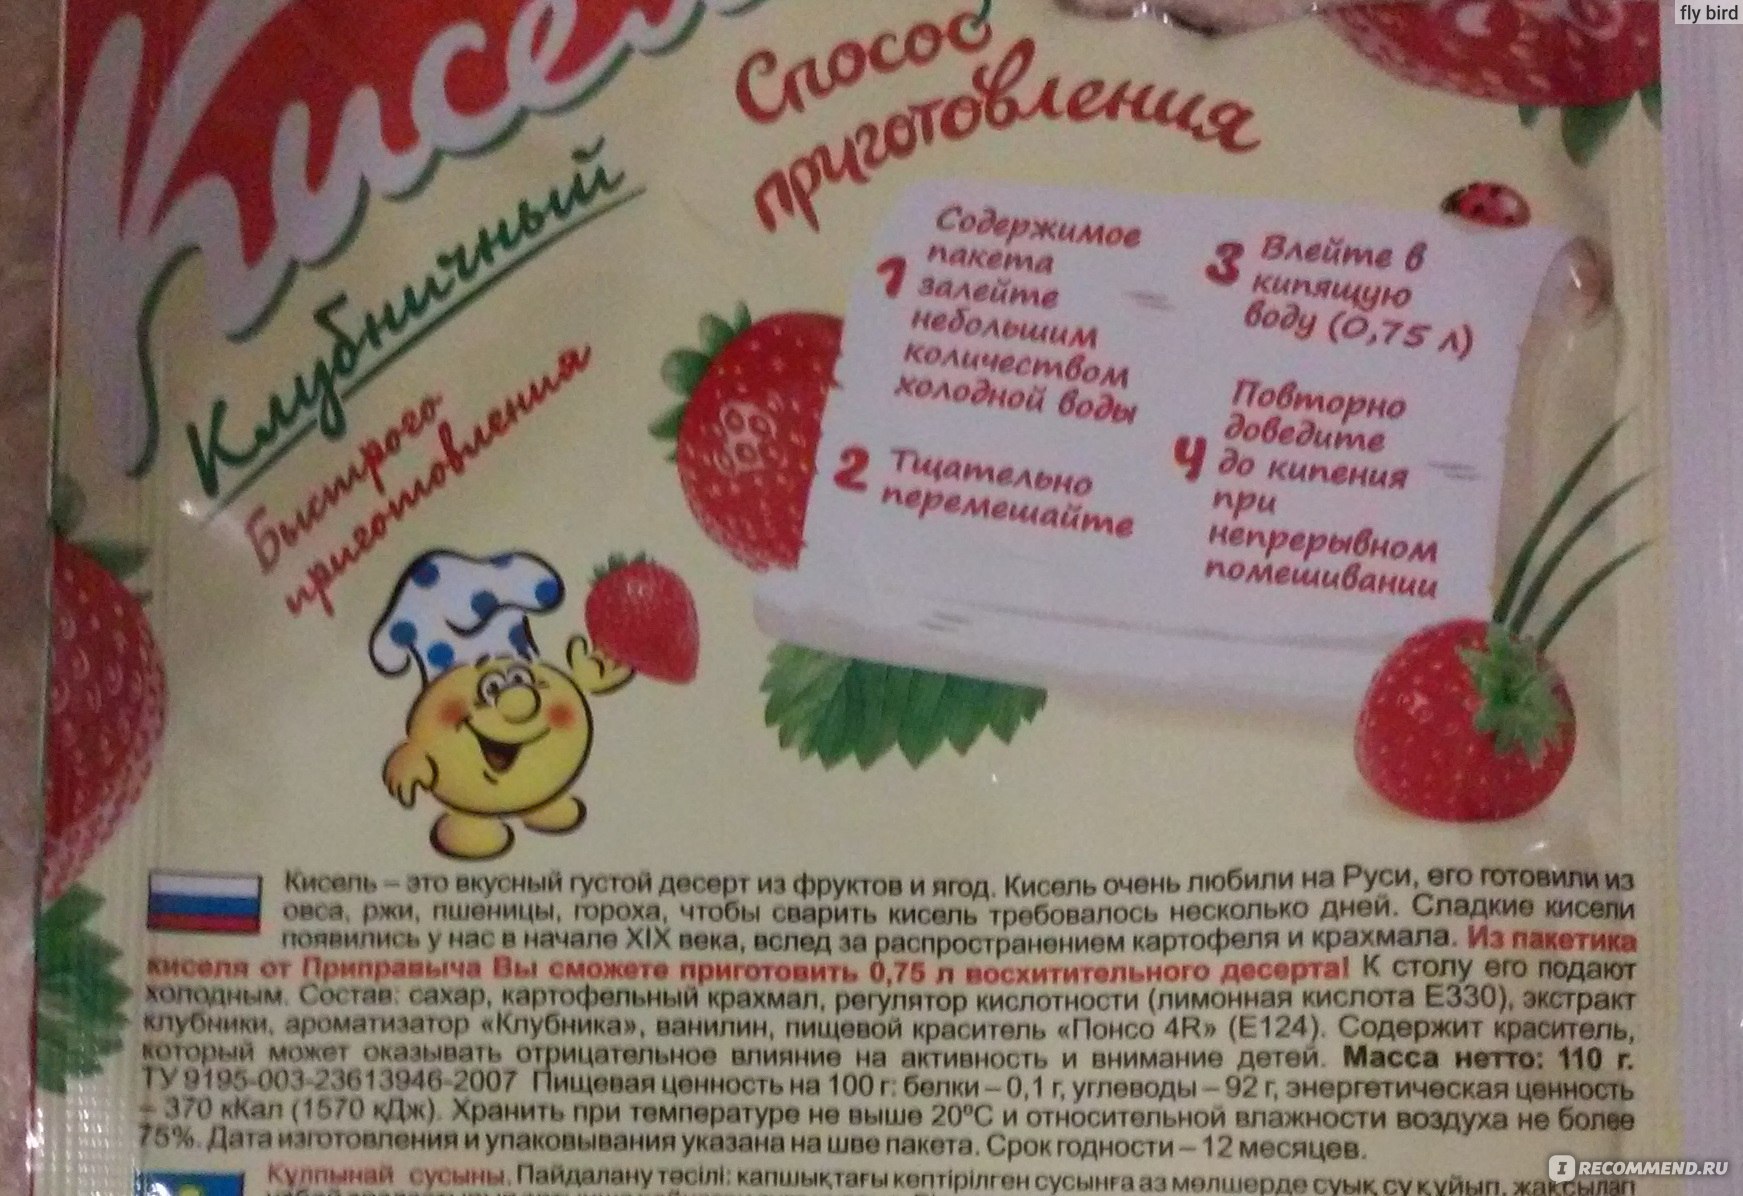 fly bird
Кисель
Клубничный
Быстрого
приготовления
Способ
приготовления
1 Содержимое
пакета
залейте
небольшим
количеством
холодной воды
2 Тщательно
перемешайте
3 Влейте в
кипящую
воду (0,75 л)
4 Повторно
доведите
до кипения
при
непрерывном
помешивании
Кисель – это вкусный густой десерт из фруктов и ягод. Кисель очень любили на Руси, его готовили из
овса, ржи, пшеницы, гороха, чтобы сварить кисель требовалось несколько дней. Сладкие кисели
появились у нас в начале XIX века, вслед за распространением картофеля и крахмала. Из пакетика
киселя от Приправыча Вы сможете приготовить 0,75 л восхитительного десерта! К столу его подают
холодным. Состав: сахар, картофельный крахмал, регулятор кислотности (лимонная кислота Е330), экстракт
клубники, ароматизатор «Клубника», ванилин, пищевой краситель «Понсо 4R» (Е124). Содержит краситель,
который может оказывать отрицательное влияние на активность и внимание детей. Масса нетто: 110 г.
ТУ 9195-003-23613946-2007 Пищевая ценность на 100 г: белки – 0,1 г, углеводы – 92 г, энергетическая ценность
– 370 кКал (1570 кДж). Хранить при температуре не выше 20ºС и относительной влажности воздуха не более
75%. Дата изготовления и упаковывания указана на шве пакета. Срок годности – 12 месяцев.
Құлпынай сусыны. Пайдалану тәсілі: қапшықтағы кептірілген сусынға аз мөлшерде суық су құйып, жақсылап
IRECOMMEND.RU